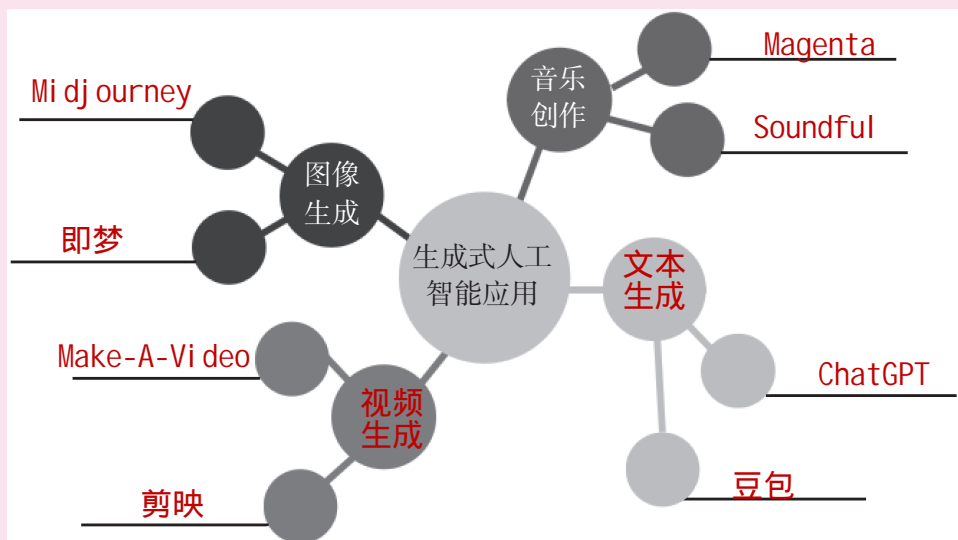 Magenta
音乐
创作
Soundful
Midjourney
图像
生成
即梦
生成式人工
智能应用
文本
生成
ChatGPT
豆包
Make-A-Video
视频
生成
剪映